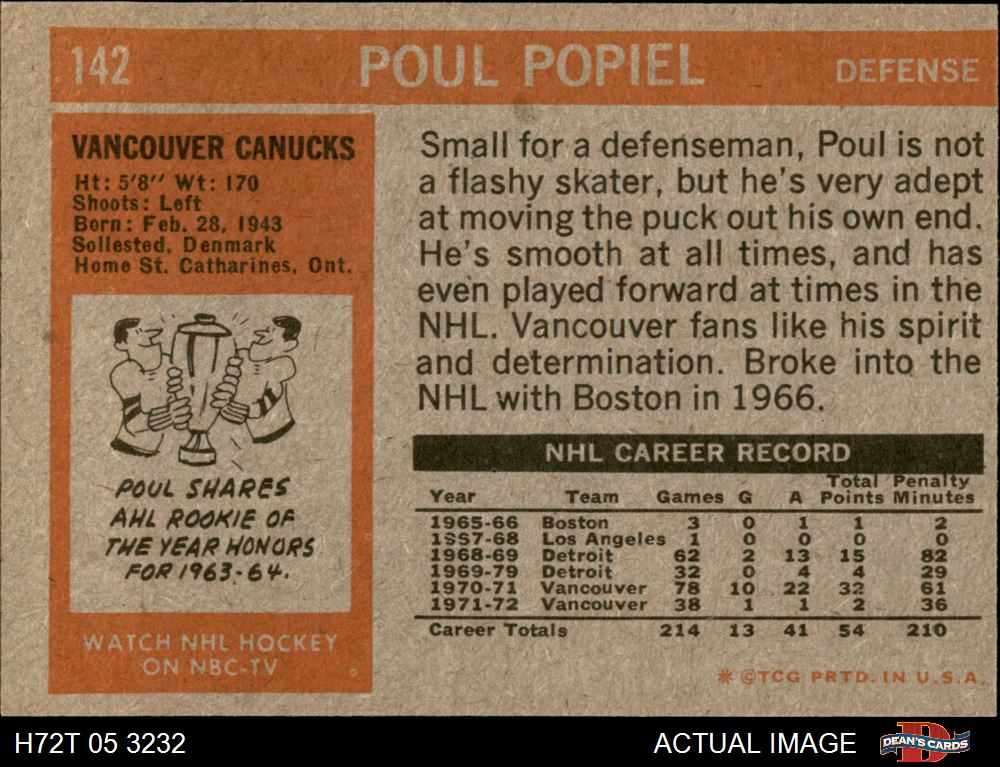 142 POUL POPIEL DEFENSE
VANCOUVER CANUCKS
Ht: 5'8'' Wt: 170
Shoots: Left
Born: Feb. 28, 1943
Sollested, Denmark
Home St. Catharines, Ont.
POUL SHARES
AHL ROOKIE OF
THE YEAR HONORS
FOR 1963-64.
WATCH NHL HOCKEY
ON NBC-TV
Small for a defenseman, Poul is not
a flashy skater, but he's very adept
at moving the puck out his own end.
He's smooth at all times, and has
even played forward at times in the
NHL. Vancouver fans like his spirit
and determination. Broke into the
NHL with Boston in 1966.
NHL CAREER RECORD
Total Penalty
Year Team Games G A Points Minutes
1965-66 Boston 3 0 1 1 2
1957-68 Los Angeles 1 0 0 0 0
1968-69 Detroit 62 2 13 15 82
1969-79 Detroit 32 0 4 4 29
1970-71 Vancouver 78 10 22 32 61
1971-72 Vancouver 38 1 1 2 36
Career Totals 214 13 41 54 210
* ©TCG PRTD. IN U.S.A.
H72T 05 3232 ACTUAL IMAGE DEAN'S CARDS